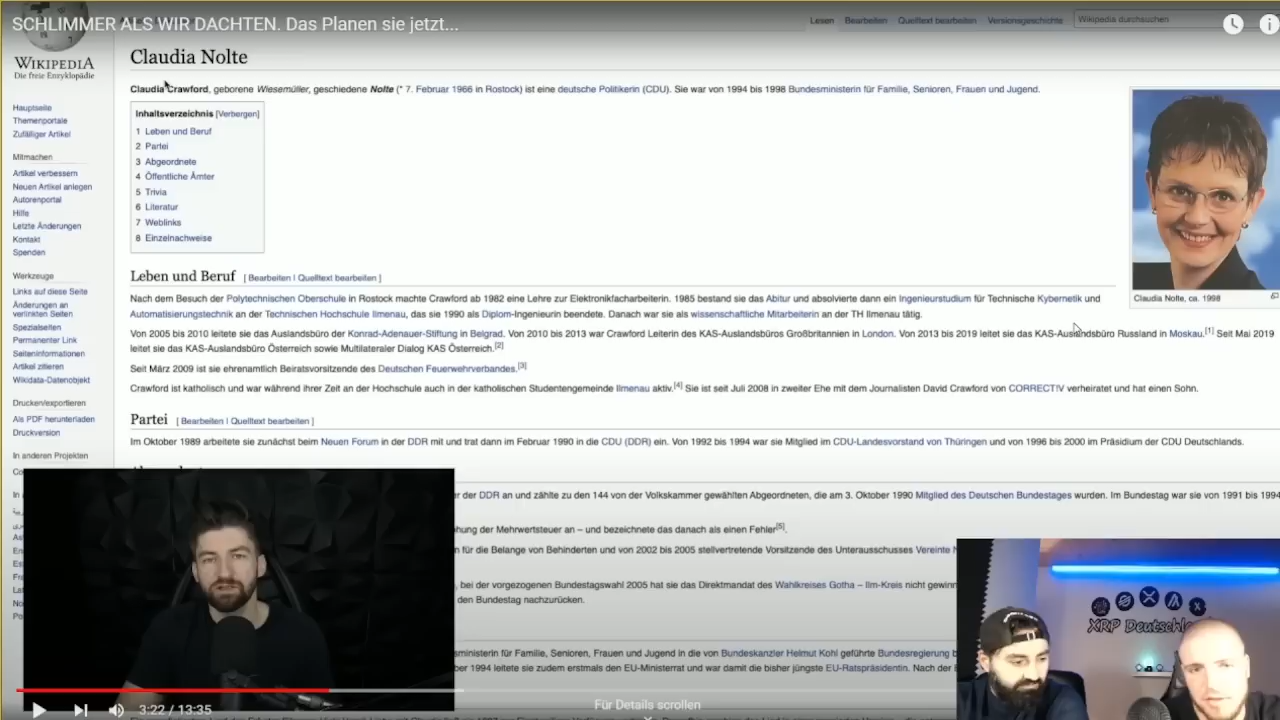 SCHLIMMER ALS WIR DACHTEN. Das Planen sie jetzt...
Lesen Bearbeiten Quelltext bearbeiten Versionsgeschichte Wikipedia durchsuchen
WIKIPEDIA
Die freie Enzyklopädie
Hauptseite
Themenportale
Zufälliger Artikel
Mitmachen
Artikel verbessern
Neuen Artikel anlegen
Autorenportal
Hilfe
Letzte Änderungen
Kontakt
Spenden
Werkzeuge
Links auf diese Seite
Änderungen an
verlinkten Seiten
Spezialseiten
Permanenter Link
Seiteninformationen
Artikel zitieren
Wikidata-Datenobjekt
Drucken/exportieren
Als PDF herunterladen
Druckversion
In anderen Projekten
Claudia Nolte
Claudia Crawford, geborene Wiesemüller, geschiedene Nolte (* 7. Februar 1966 in Rostock) ist eine deutsche Politikerin (CDU). Sie war von 1994 bis 1998 Bundesministerin für Familie, Senioren, Frauen und Jugend.
Inhaltsverzeichnis [Verbergen]
1 Leben und Beruf
2 Partei
3 Abgeordnete
4 Öffentliche Ämter
5 Trivia
6 Literatur
7 Weblinks
8 Einzelnachweise
Claudia Nolte, ca. 1998
Leben und Beruf [ Bearbeiten | Quelltext bearbeiten ]
Nach dem Besuch der Polytechnischen Oberschule in Rostock machte Crawford ab 1982 eine Lehre zur Elektronikfacharbeiterin. 1985 bestand sie das Abitur und absolvierte dann ein Ingenieurstudium für Technische Kybernetik und
Automatisierungstechnik an der Technischen Hochschule Ilmenau, das sie 1990 als Diplom-Ingenieurin beendete. Danach war sie als wissenschaftliche Mitarbeiterin an der TH Ilmenau tätig.
Von 2005 bis 2010 leitete sie das Auslandsbüro der Konrad-Adenauer-Stiftung in Belgrad. Von 2010 bis 2013 war Crawford Leiterin des KAS-Auslandsbüros Großbritannien in London. Von 2013 bis 2019 leitet sie das KAS-Auslandsbüro Russland in Moskau.[1] Seit Mai 2019
leitet sie das KAS-Auslandsbüro Österreich sowie Multilateraler Dialog KAS Österreich.[2]
Seit März 2009 ist sie ehrenamtlich Beiratsvorsitzende des Deutschen Feuerwehrverbandes.[3]
Crawford ist katholisch und war während ihrer Zeit an der Hochschule auch in der katholischen Studentengemeinde Ilmenau aktiv.[4] Sie ist seit Juli 2008 in zweiter Ehe mit dem Journalisten David Crawford von CORRECT!V verheiratet und hat einen Sohn.
Partei [ Bearbeiten | Quelltext bearbeiten ]
Im Oktober 1989 arbeitete sie zunächst beim Neuen Forum in der DDR mit und trat dann im Februar 1990 in die CDU (DDR) ein. Von 1992 bis 1994 war sie Mitglied im CDU-Landesvorstand von Thüringen und von 1996 bis 2000 im Präsidium der CDU Deutschlands.
der DDR an und zählte zu den 144 von der Volkskammer gewählten Abgeordneten, die am 3. Oktober 1990 Mitglied des Deutschen Bundestages wurden. Im Bundestag war sie von 1991 bis 1994
der Mehrwertsteuer an – und bezeichnete das danach als einen Fehler[5].
für die Belange von Behinderten und von 2002 bis 2005 stellvertretende Vorsitzende des Unterausschusses Vereinte
, bei der vorgezogenen Bundestagswahl 2005 hat sie das Direktmandat des Wahlkreises Gotha – Ilm-Kreis nicht
den Bundestag nachzurücken.
für Familie, Senioren, Frauen und Jugend in die von Bundeskanzler Helmut Kohl geführte Bundesregierung
1994 leitete sie zudem erstmals den EU-Ministerrat und war damit die bisher jüngste EU-Ratspräsidentin. Nach der
XRP
3:22 / 13:35
Für Details scrollen